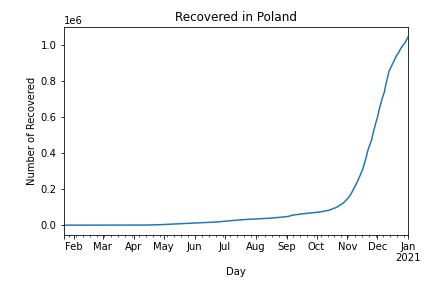 Recovered in Poland
1e6
1.0
0.8
0.6
0.4
0.2
0.0
Number of Recovered
Feb Mar Apr May Jun Jul Aug Sep Oct Nov Dec Jan
2021
Day